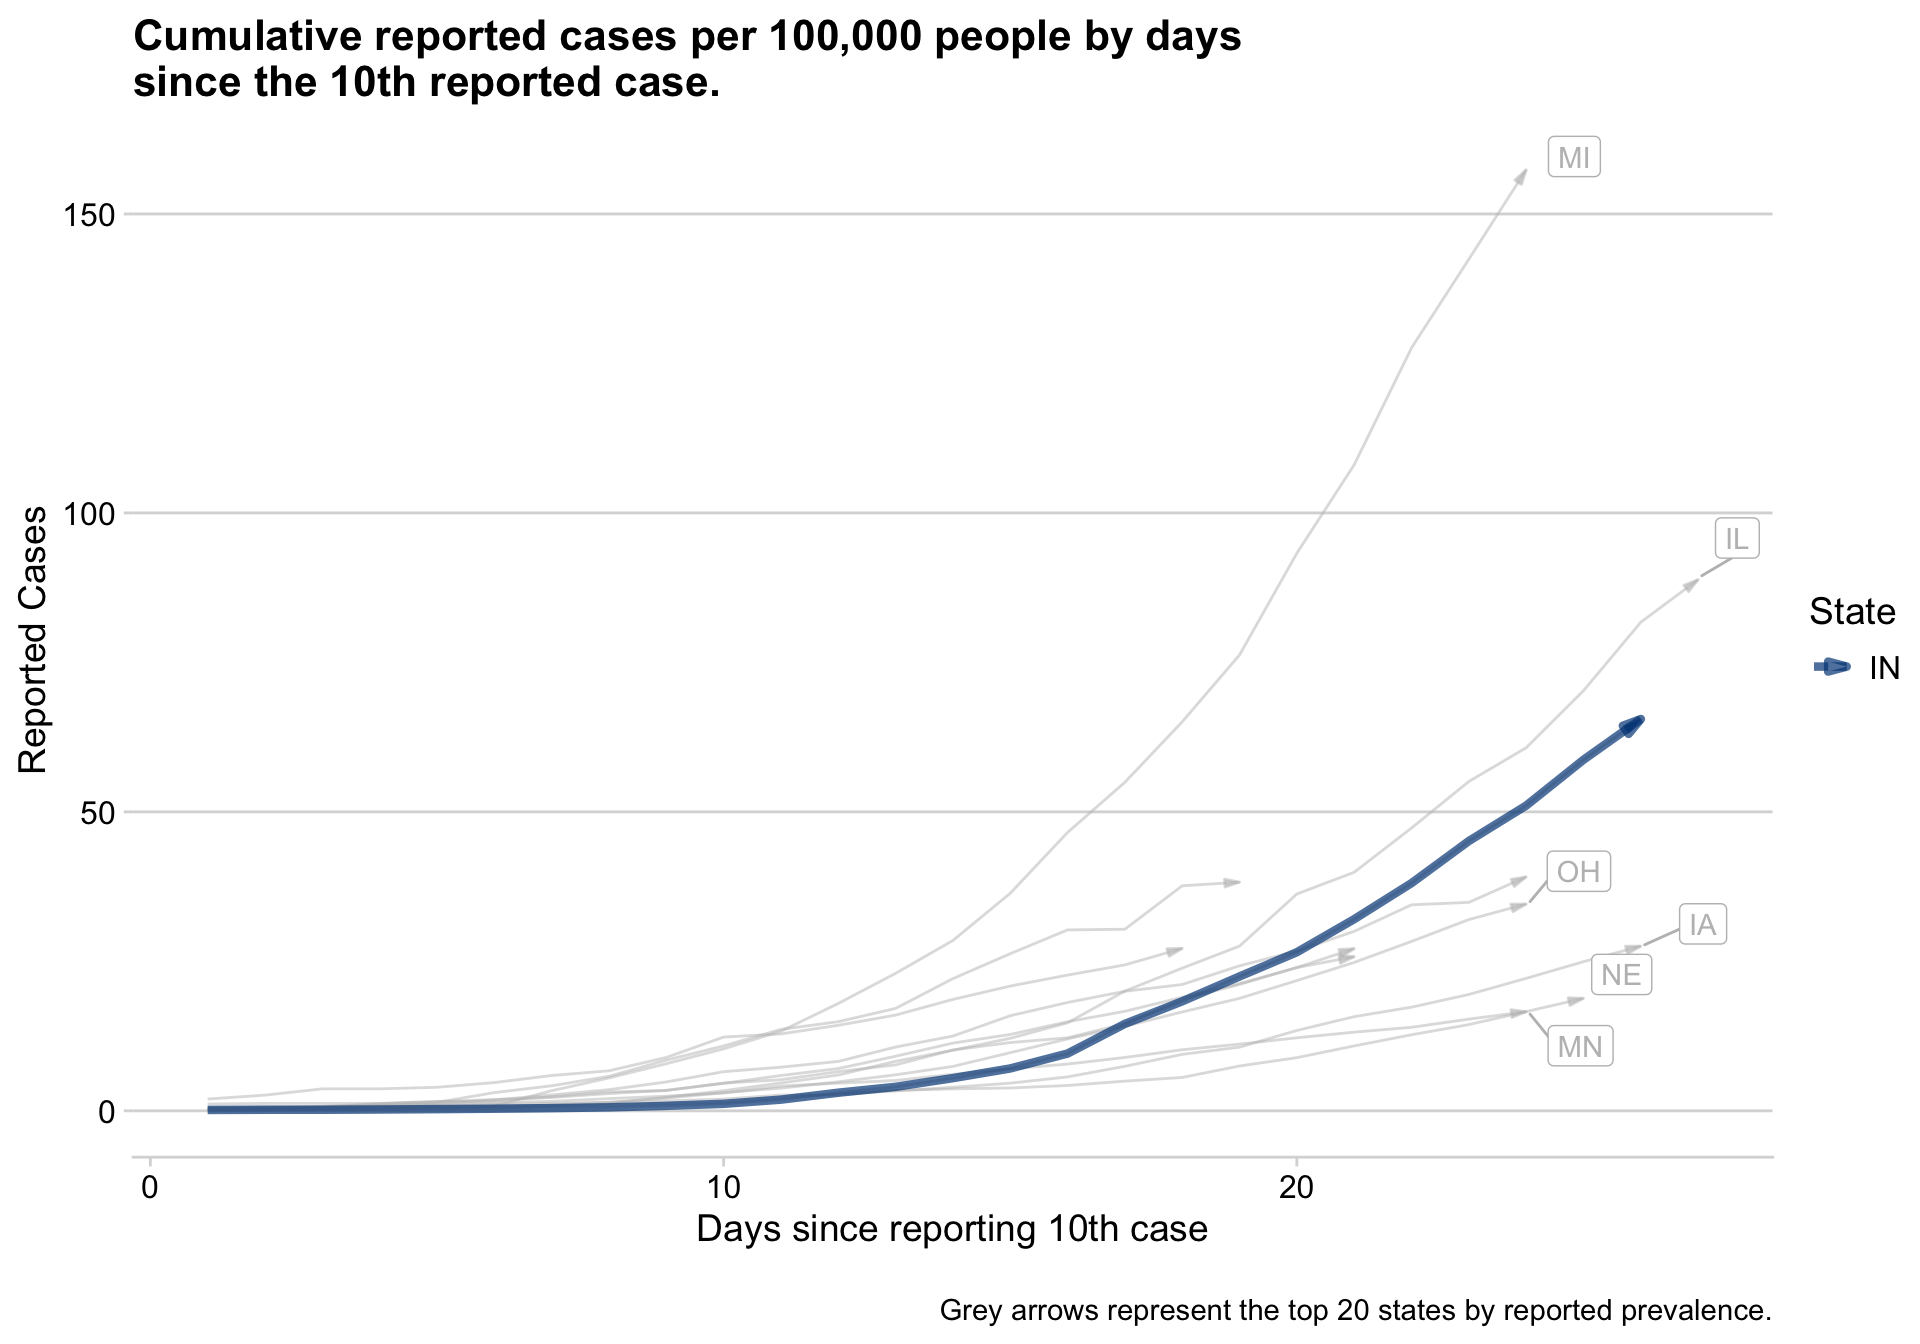 Cumulative reported cases per 100,000 people by days
since the 10th reported case.
MI
150
100
IL
Reported Cases
State
IN
50
OH
IA
NE
MN
0
0 10 20
Days since reporting 10th case
Grey arrows represent the top 20 states by reported prevalence.